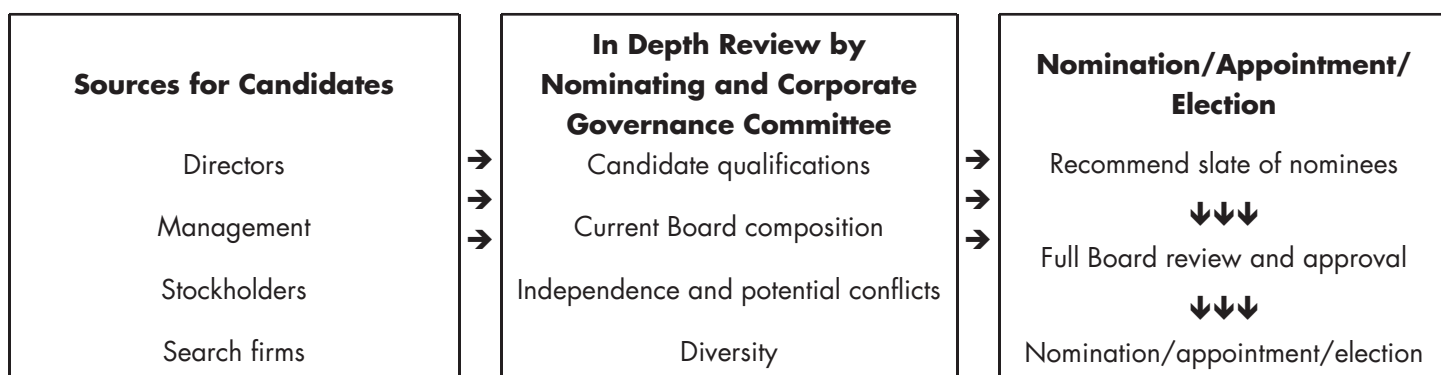 Sources for Candidates
Directors
Management
Stockholders
Search firms
In Depth Review by
Nominating and Corporate
Governance Committee
Candidate qualifications
Current Board composition
Independence and potential conflicts
Diversity
Nomination/Appointment/
Election
Recommend slate of nominees
Full Board review and approval
Nomination/appointment/election